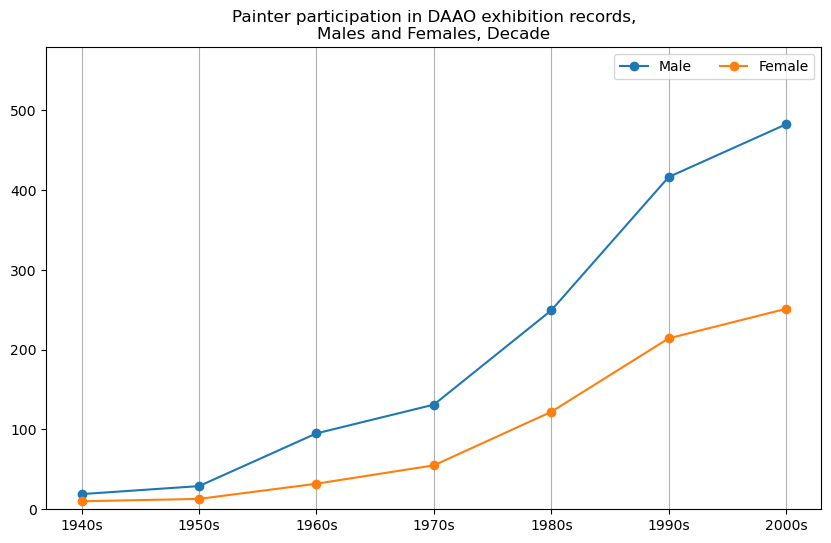 Painter participation in DAAO exhibition records,
Males and Females, Decade
Male Female
500
400
300
200
100
0
1940s 1950s 1960s 1970s 1980s 1990s 2000s